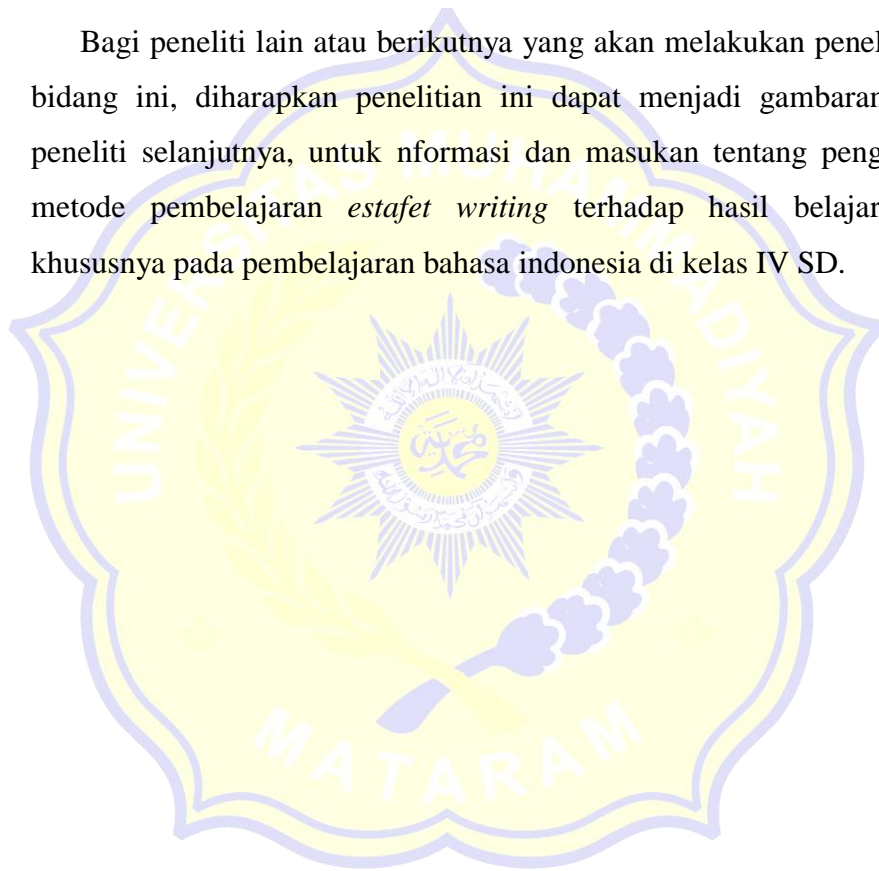 Bagi peneliti lain atau berikutnya yang akan melakukan penel
bidang ini, diharapkan penelitian ini dapat menjadi gambaran
peneliti selanjutnya, untuk nformasi dan masukan tentang peng
metode pembelajaran estafet writing terhadap hasil belajar
khususnya pada pembelajaran bahasa indonesia di kelas IV SD.
UNIVERSITAS MUHAMMADIYAH
MATARAM